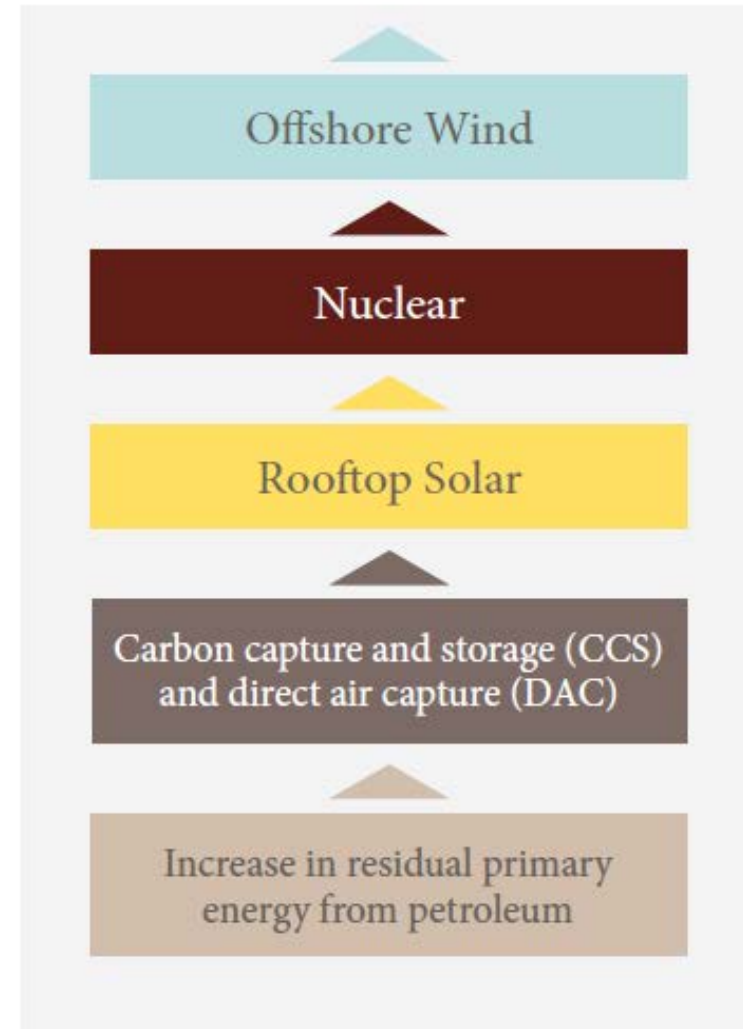 Offshore Wind
Nuclear
Rooftop Solar
Carbon capture and storage (CCS)
and direct air capture (DAC)
Increase in residual primary
energy from petroleum